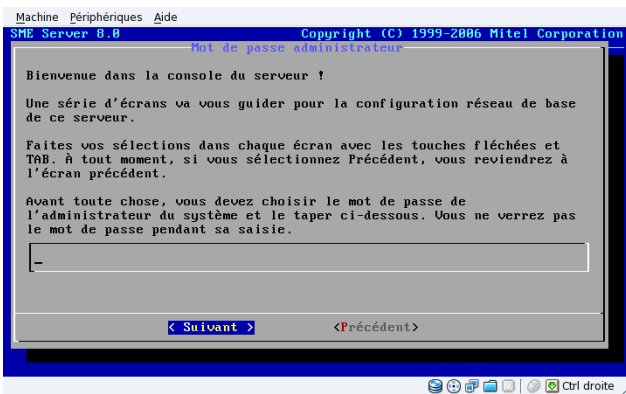 Machine Périphériques Aide
SME Server 8.0 Copyright (C) 1999-2006 Mitel Corporation
Mot de passe administrateur
Bienvenue dans la console du serveur !
Une série d'écrans va vous guider pour la configuration réseau de base
de ce serveur.
Faites vos sélections dans chaque écran avec les touches fléchées et
TAB. À tout moment, si vous sélectionnez Précédent, vous reviendrez à
l'écran précédent.
Avant toute chose, vous devez choisir le mot de passe de
l'administrateur du système et le taper ci-dessous. Vous ne verrez pas
le mot de passe pendant sa saisie.
_
< Suivant > <Précédent>
Ctrl droite